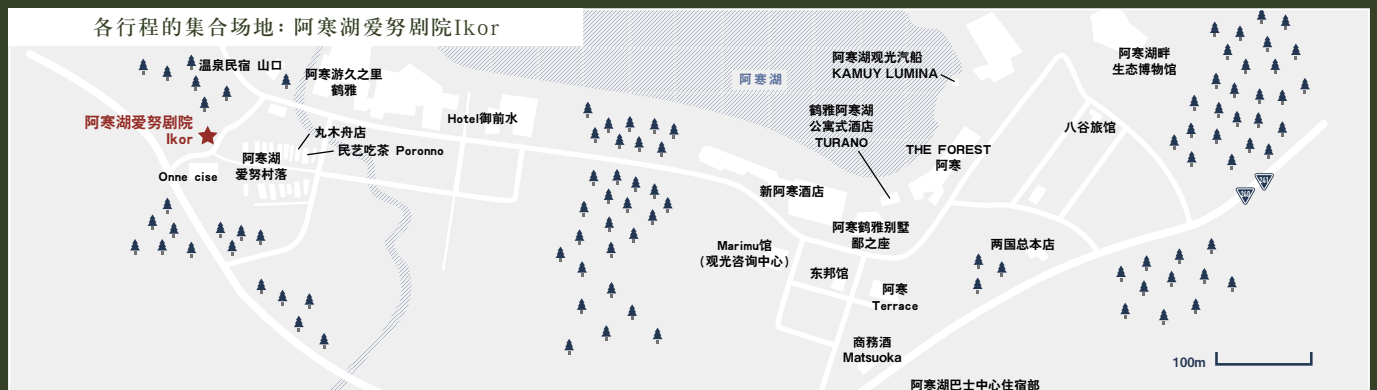 各行程的集合场地：阿寒湖爱努剧院Ikor
温泉民宿 山口
阿寒游久之里
鹤雅
阿寒湖爱努剧院
Ikor
丸木舟店
民艺吃茶 Poronno
阿寒湖
爱努村落
Onne cise
Hotel御前水
阿寒湖
阿寒湖观光汽船
KAMUY LUMINA
鹤雅阿寒湖
公寓式酒店
TURANO
THE FOREST
阿寒
阿寒湖畔
生态博物馆
八谷旅馆
新阿寒酒店
阿寒鹤雅别墅
鄙之座
Marimu馆
(观光咨询中心)
东邦馆
阿寒
Terrace
两国总本店
商務酒
Matsuoka
阿寒湖巴士中心住宿部
240
241
100m